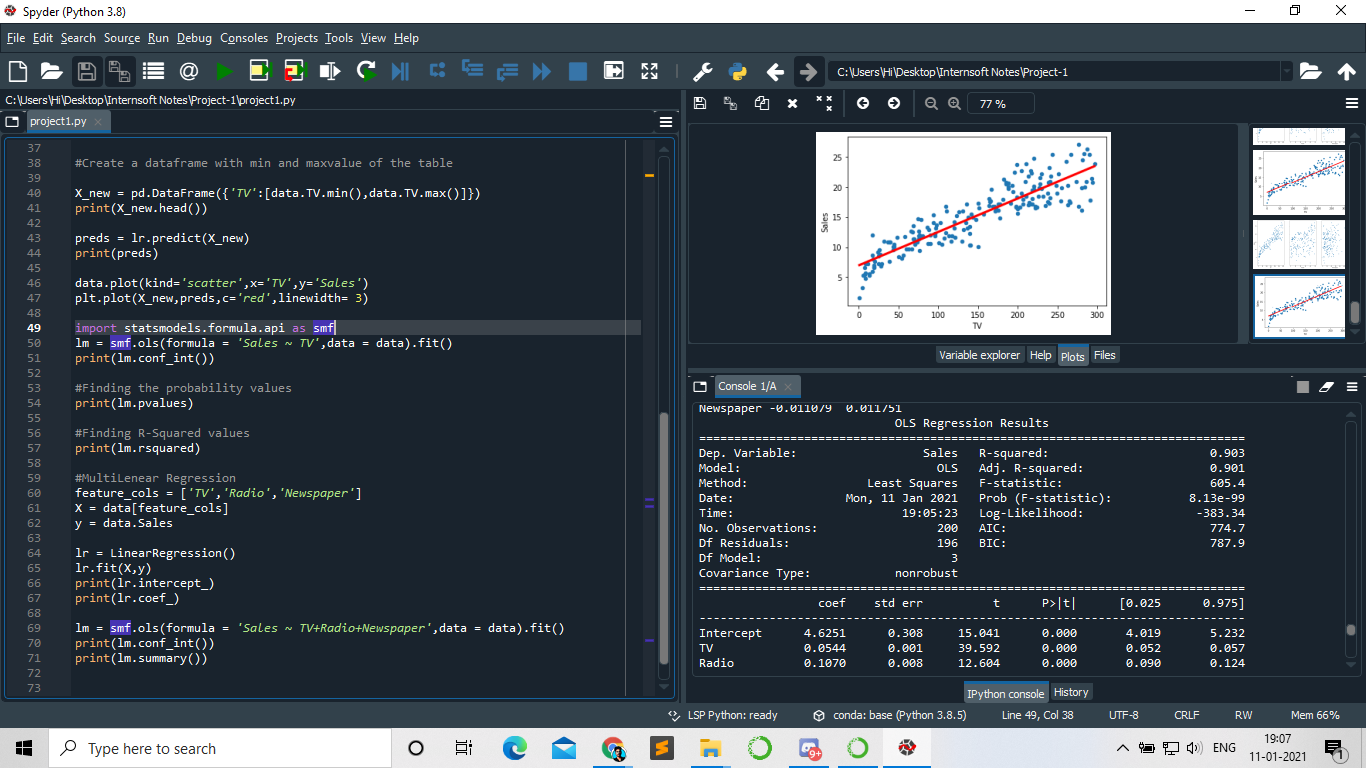 Spyder (Python 3.8)
File Edit Search Source Run Debug Consoles Projects Tools View Help
C:\Users\Hi\Desktop\Internsoft Notes\Project-1
C:\Users\Hi\Desktop\Internsoft Notes\Project-1\project1.py
project1.py
37
38 #Create a dataframe with min and maxvalue of the table
39
40 X_new = pd.DataFrame({'TV':[data.TV.min(),data.TV.max()]})
41 print(X_new.head())
42
43 preds = lr.predict(X_new)
44 print(preds)
45
46 data.plot(kind='scatter',x='TV',y='Sales')
47 plt.plot(X_new,preds,c='red',linewidth= 3)
48
49 import statsmodels.formula.api as smf
50 lm = smf.ols(formula = 'Sales ~ TV',data = data).fit()
51 print(lm.conf_int())
52
53 #Finding the probability values
54 print(lm.pvalues)
55
56 #Finding R-Squared values
57 print(lm.rsquared)
58
59 #MultiLenear Regression
60 feature_cols = ['TV','Radio','Newspaper']
61 X = data[feature_cols]
62 y = data.Sales
63
64 lr = LinearRegression()
65 lr.fit(X,y)
66 print(lr.intercept_)
67 print(lr.coef_)
68
69 lm = smf.ols(formula = 'Sales ~ TV+Radio+Newspaper',data = data).fit()
70 print(lm.conf_int())
71 print(lm.summary())
72
73
77 %
25
20
15
10
5
Sales
0 50 100 150 200 250 300
TV
Variable explorer Help Plots Files
Console 1/A
Newspaper -0.011079 0.011751
OLS Regression Results
==============================================================================
Dep. Variable: Sales R-squared: 0.903
Model: OLS Adj. R-squared: 0.901
Method: Least Squares F-statistic: 605.4
Date: Mon, 11 Jan 2021 Prob (F-statistic): 8.13e-99
Time: 19:05:23 Log-Likelihood: -383.34
No. Observations: 200 AIC: 774.7
Df Residuals: 196 BIC: 787.9
Df Model: 3
Covariance Type: nonrobust
==============================================================================
coef std err t P>|t| [0.025 0.975]
------------------------------------------------------------------------------
Intercept 4.6251 0.308 15.041 0.000 4.019 5.232
TV 0.0544 0.001 39.592 0.000 0.052 0.057
Radio 0.1070 0.008 12.604 0.000 0.090 0.124
IPython console History
LSP Python: ready conda: base (Python 3.8.5) Line 49, Col 38 UTF-8 CRLF RW Mem 66%
Type here to search
9+
ENG
19:07
11-01-2021
1